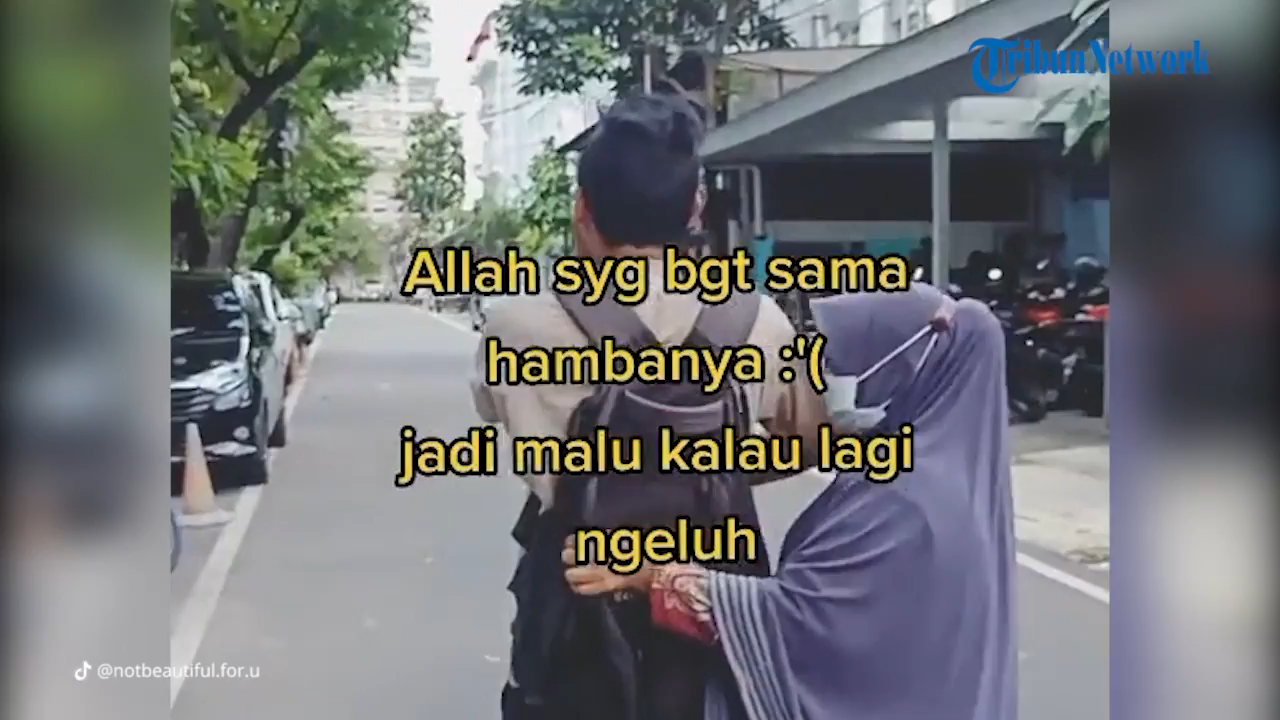 TribunNetwork
Allah syg bgt sama
hambanya :'(
jadi malu kalau lagi
ngeluh
@notbeautiful.for.u